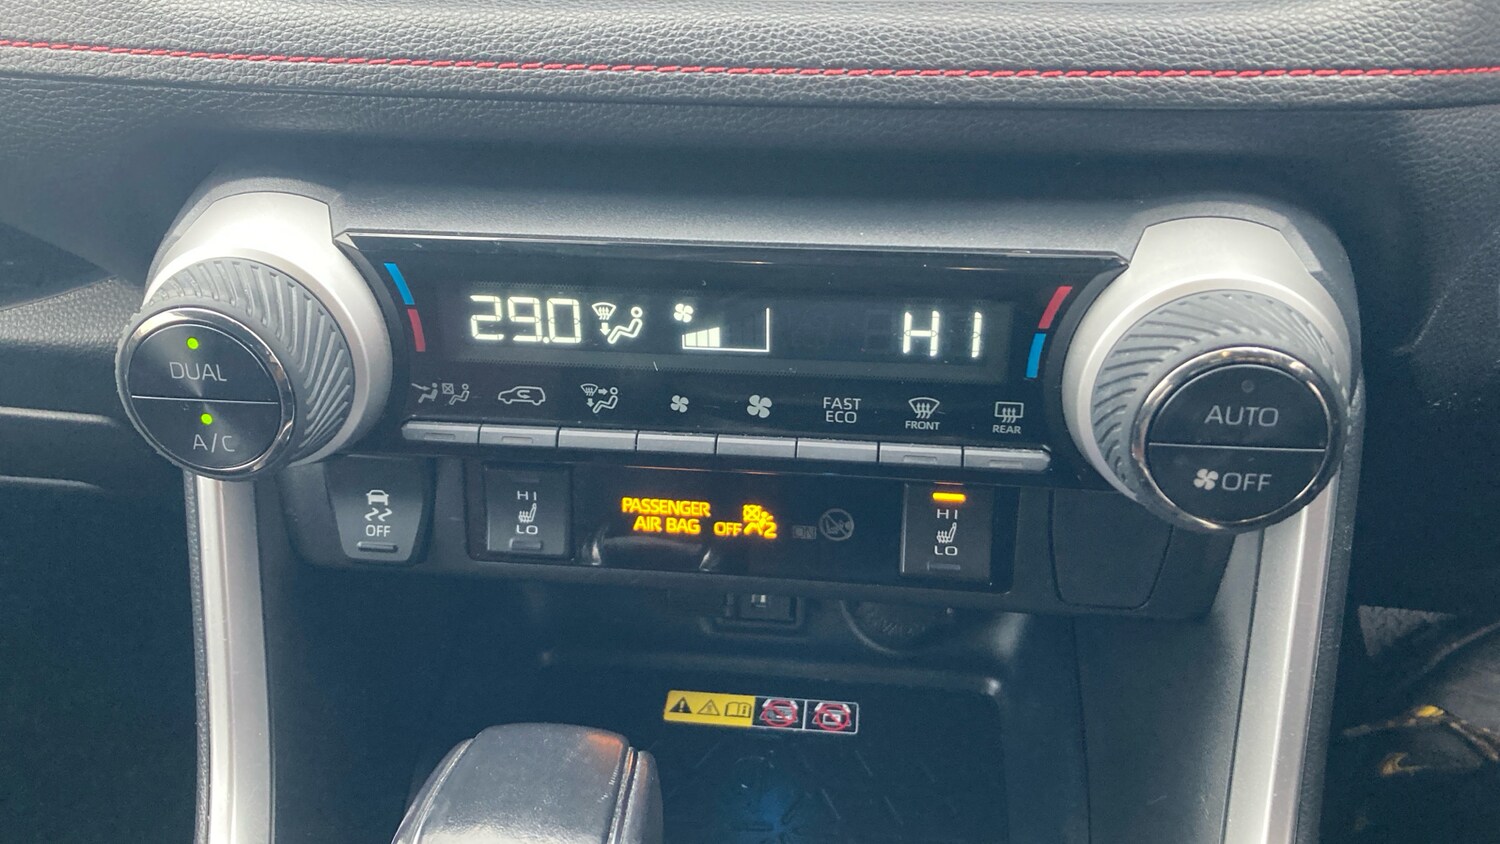 29.0
HI
DUAL
A/C
FAST
ECO
FRONT
REAR
AUTO
OFF
OFF
HI
LO
PASSENGER
AIR BAG OFF 2
ON
HI
LO